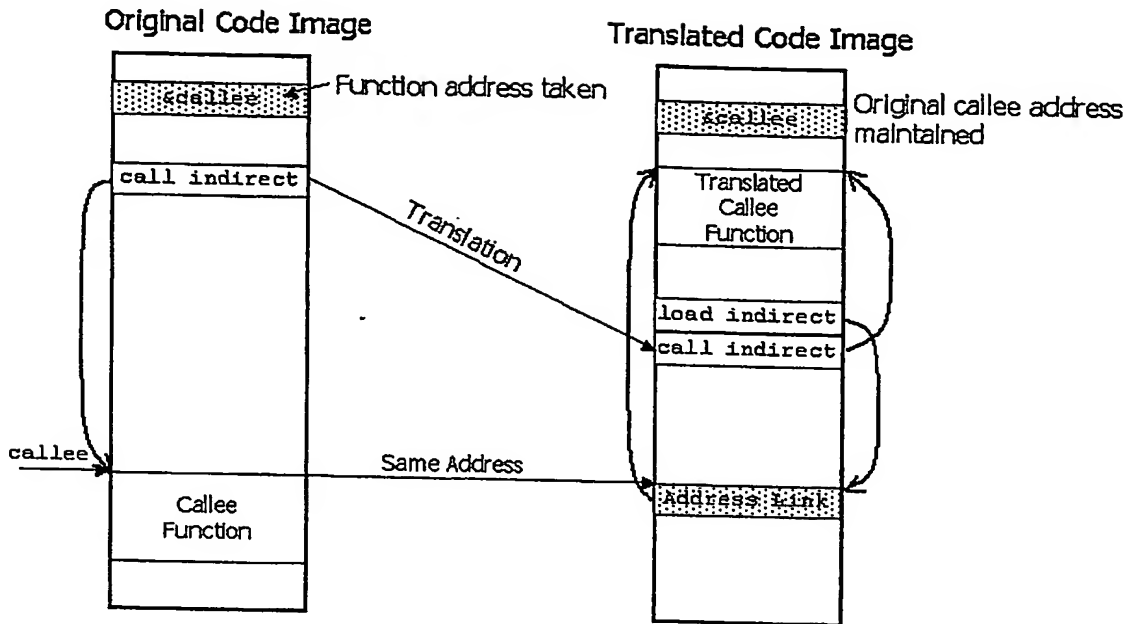 Original Code Image
&callee
Function address taken
call indirect
callee
Callee
Function
Translation
Same Address
Translated Code Image
&callee
Original callee address
maintained
Translated
Callee
Function
load indirect
call indirect
Address Link